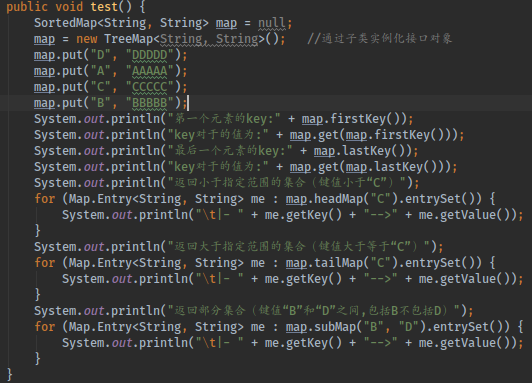 public void test() {
    SortedMap<String, String> map = null;
    map = new TreeMap<String, String>();   //通过子类实例化接口对象
    map.put("D", "DDDDD");
    map.put("A", "AAAAA");
    map.put("C", "CCCCC");
    map.put("B", "BBBBB");
    System.out.println("第一个元素的key:" + map.firstKey());
    System.out.println("key对于的值为:" + map.get(map.firstKey()));
    System.out.println("最后一个元素的key:" + map.lastKey());
    System.out.println("key对于的值为:" + map.get(map.lastKey()));
    System.out.println("返回小于指定范围的集合（键值小于“C”）");
    for (Map.Entry<String, String> me : map.headMap("C").entrySet()) {
        System.out.println("\t|- " + me.getKey() + "-->" + me.getValue());
    }
    System.out.println("返回大于指定范围的集合（键值大于等于“C”）");
    for (Map.Entry<String, String> me : map.tailMap("C").entrySet()) {
        System.out.println("\t|- " + me.getKey() + "-->" + me.getValue());
    }
    System.out.println("返回部分集合（键值“B”和“D”之间,包括B不包括D）");
    for (Map.Entry<String, String> me : map.subMap("B", "D").entrySet()) {
        System.out.println("\t|- " + me.getKey() + "-->" + me.getValue());
    }
}